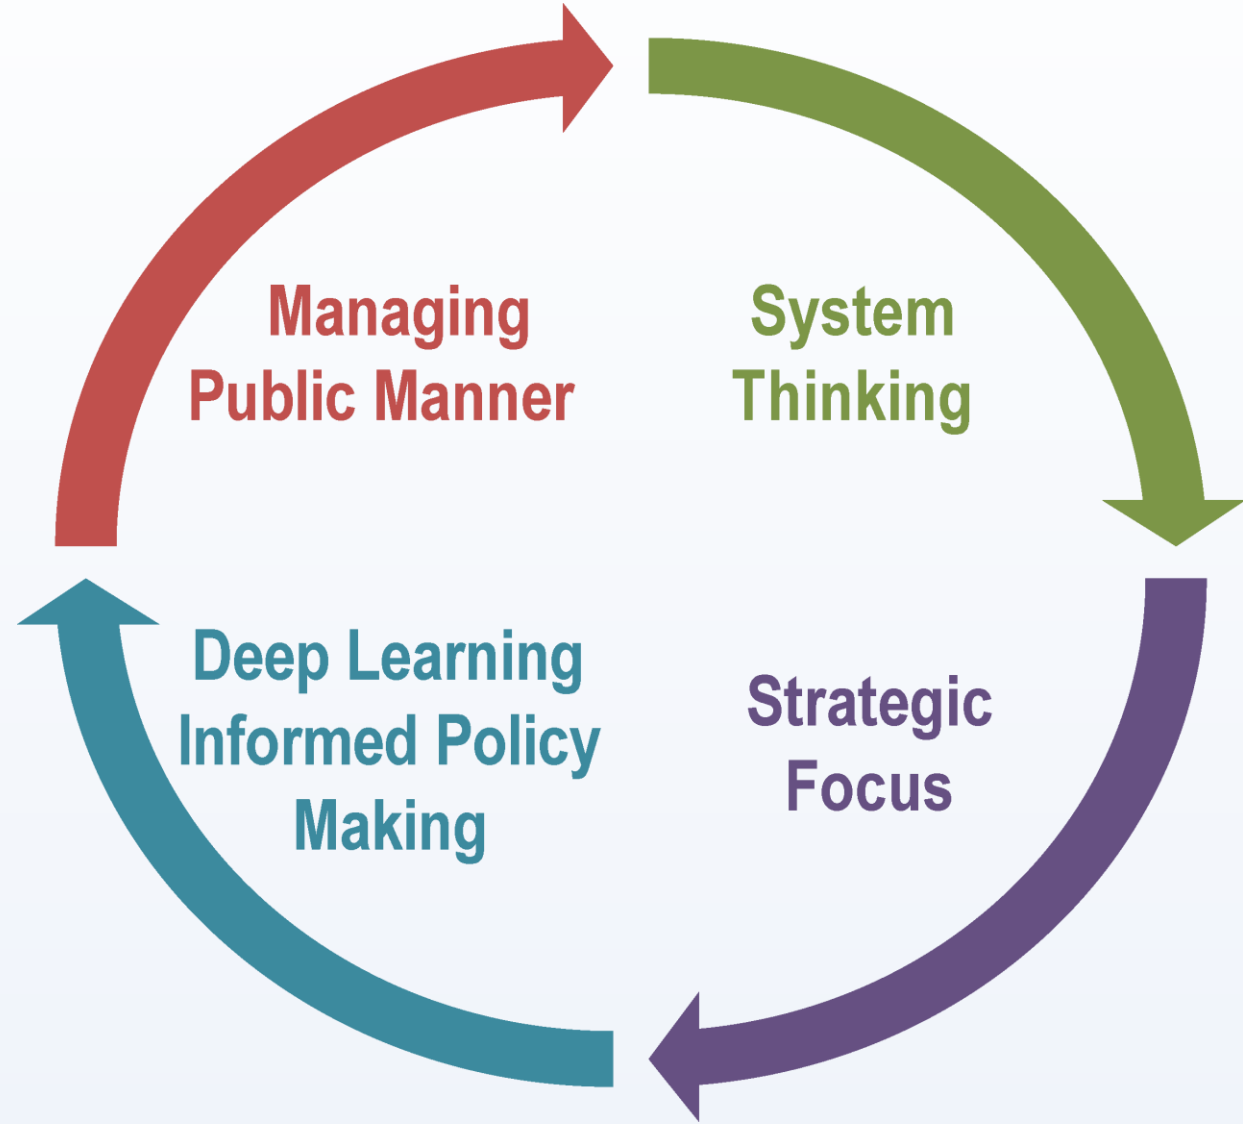 Managing
Public Manner
System
Thinking
Deep Learning
Informed Policy
Making
Strategic
Focus